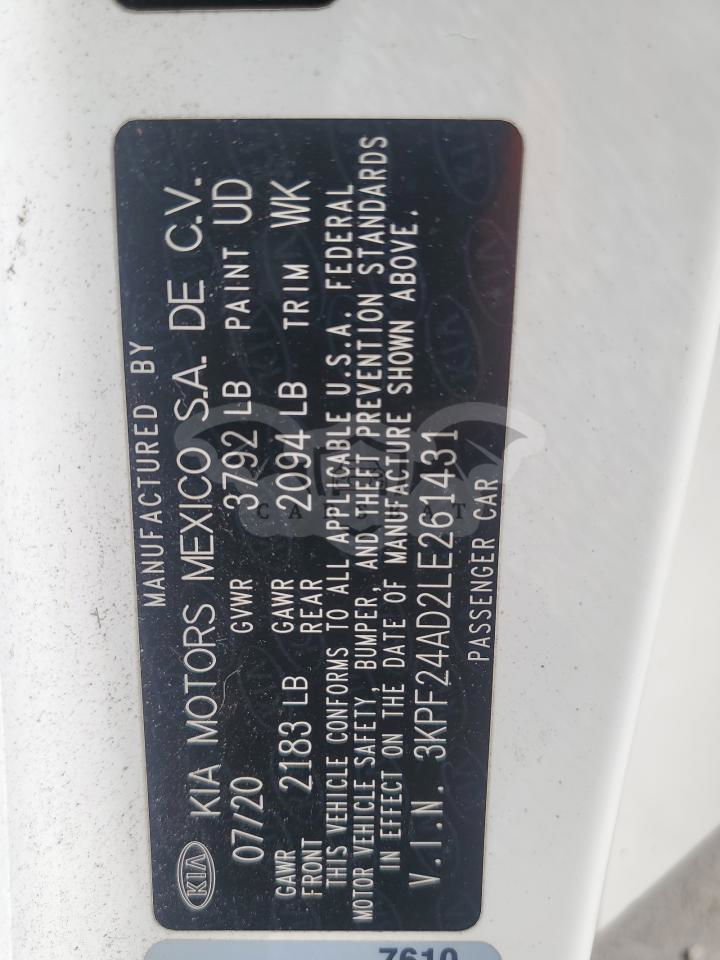 MANUFACTURED BY
KIA KIA MOTORS MEXICO S.A. DE C.V.
07/20 GVWR 3792 LB PAINT UD
GAWR FRONT 2183 LB GAWR REAR 2094 LB TRIM WK
THIS VEHICLE CONFORMS TO ALL APPLICABLE U.S.A. FEDERAL
MOTOR VEHICLE SAFETY, BUMPER, AND THEFT PREVENTION STANDARDS
IN EFFECT ON THE DATE OF MANUFACTURE SHOWN ABOVE.
V.I.N. 3KPF24AD2LE261431
PASSENGER CAR
7610